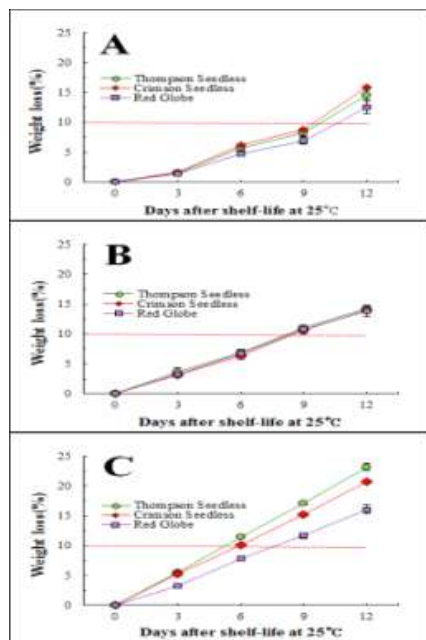 A
25
20
15
10
5
0
Weight loss(%)
Thompson Seedless
Crimson Seedless
Red Globe
0 3 6 9 12
Days after shelf-life at 25°C
B
25
20
15
10
5
0
Weight loss(%)
Thompson Seedless
Crimson Seedless
Red Globe
0 3 6 9 12
Days after shelf-life at 25°C
C
25
20
15
10
5
0
Weight loss(%)
Thompson Seedless
Crimson Seedless
Red Globe
0 3 6 9 12
Days after shelf-life at 25°C